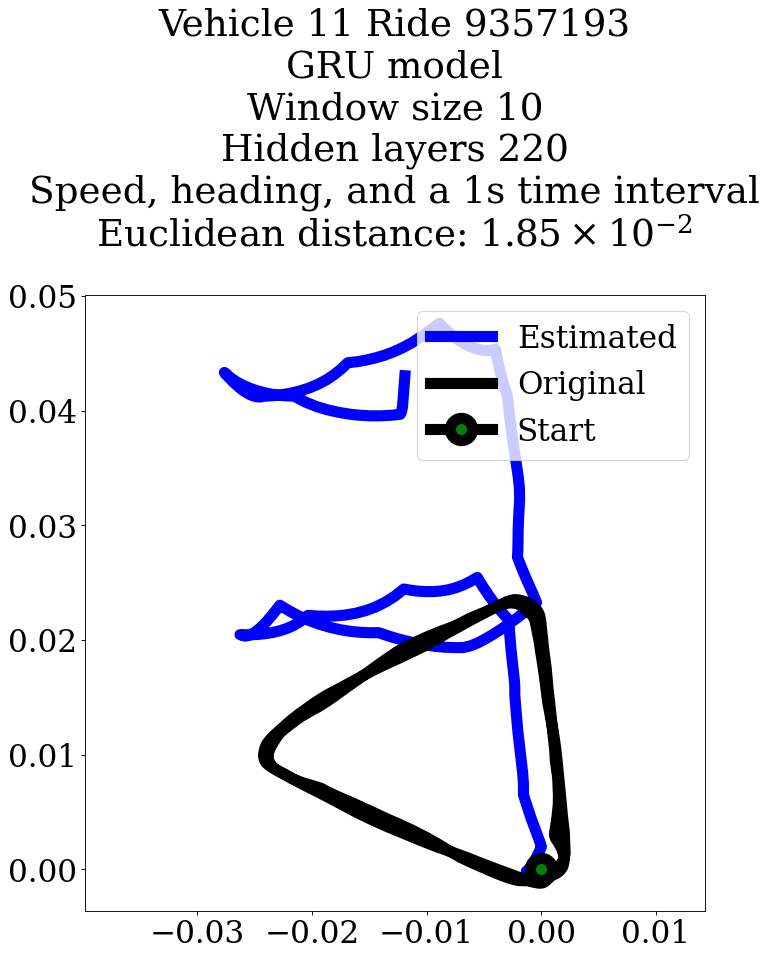 Vehicle 11 Ride 9357193
GRU model
Window size 10
Hidden layers 220
Speed, heading, and a 1s time interval
Euclidean distance: 1.85 × 10⁻²
0.05
0.04
0.03
0.02
0.01
0.00
Estimated
Original
Start
−0.03 −0.02 −0.01 0.00 0.01